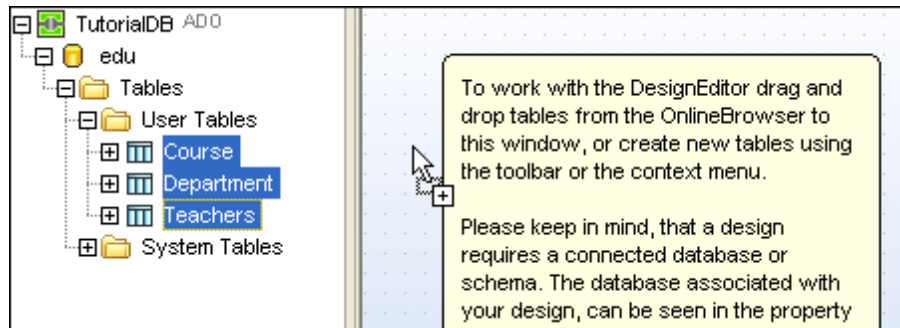 TutorialDB ADO
edu
Tables
User Tables
Course
Department
Teachers
System Tables
To work with the DesignEditor drag and
drop tables from the OnlineBrowser to
this window, or create new tables using
the toolbar or the context menu.
Please keep in mind, that a design
requires a connected database or
schema. The database associated with
your design, can be seen in the property